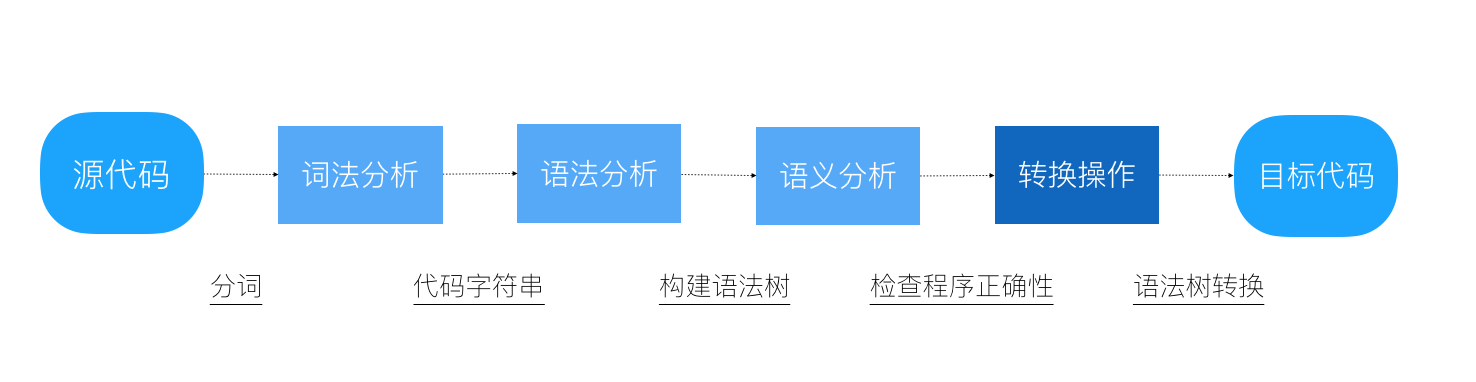 源代码
词法分析
语法分析
语义分析
转换操作
目标代码
分词
代码字符串
构建语法树
检查程序正确性
语法树转换